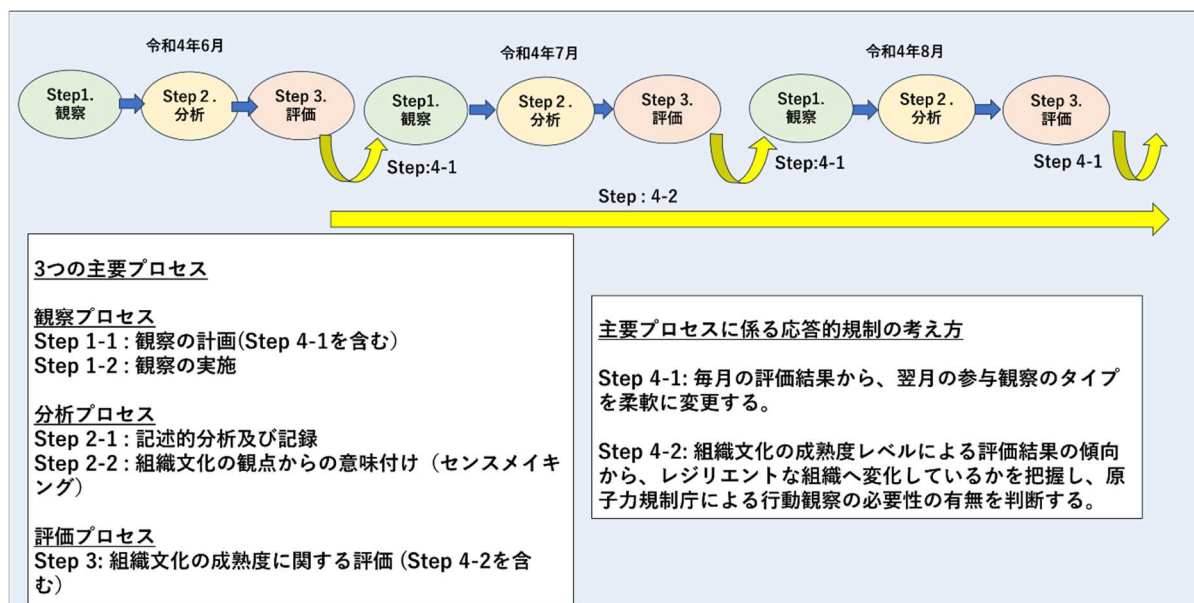 令和4年6月
令和4年7月
令和4年8月
Step1.
観察
Step 2 .
分析
Step 3.
評価
Step1.
観察
Step 2 .
分析
Step 3.
評価
Step1.
観察
Step 2 .
分析
Step 3.
評価
Step:4-1
Step:4-1
Step 4-1
Step : 4-2
3つの主要プロセス
観察プロセス
Step 1-1 : 観察の計画(Step 4-1を含む)
Step 1-2 : 観察の実施
分析プロセス
Step 2-1 : 記述的分析及び記録
Step 2-2 : 組織文化の観点からの意味付け（センスメイキ
ング）
評価プロセス
Step 3: 組織文化の成熟度に関する評価 (Step 4-2を含
む)
主要プロセスに係る応答的規制の考え方
Step 4-1: 毎月の評価結果から、翌月の参与観察のタイプ
を柔軟に変更する。
Step 4-2: 組織文化の成熟度レベルによる評価結果の傾向
から、レジリエントな組織へ変化しているかを把握し、原
子力規制庁による行動観察の必要性の有無を判断する。